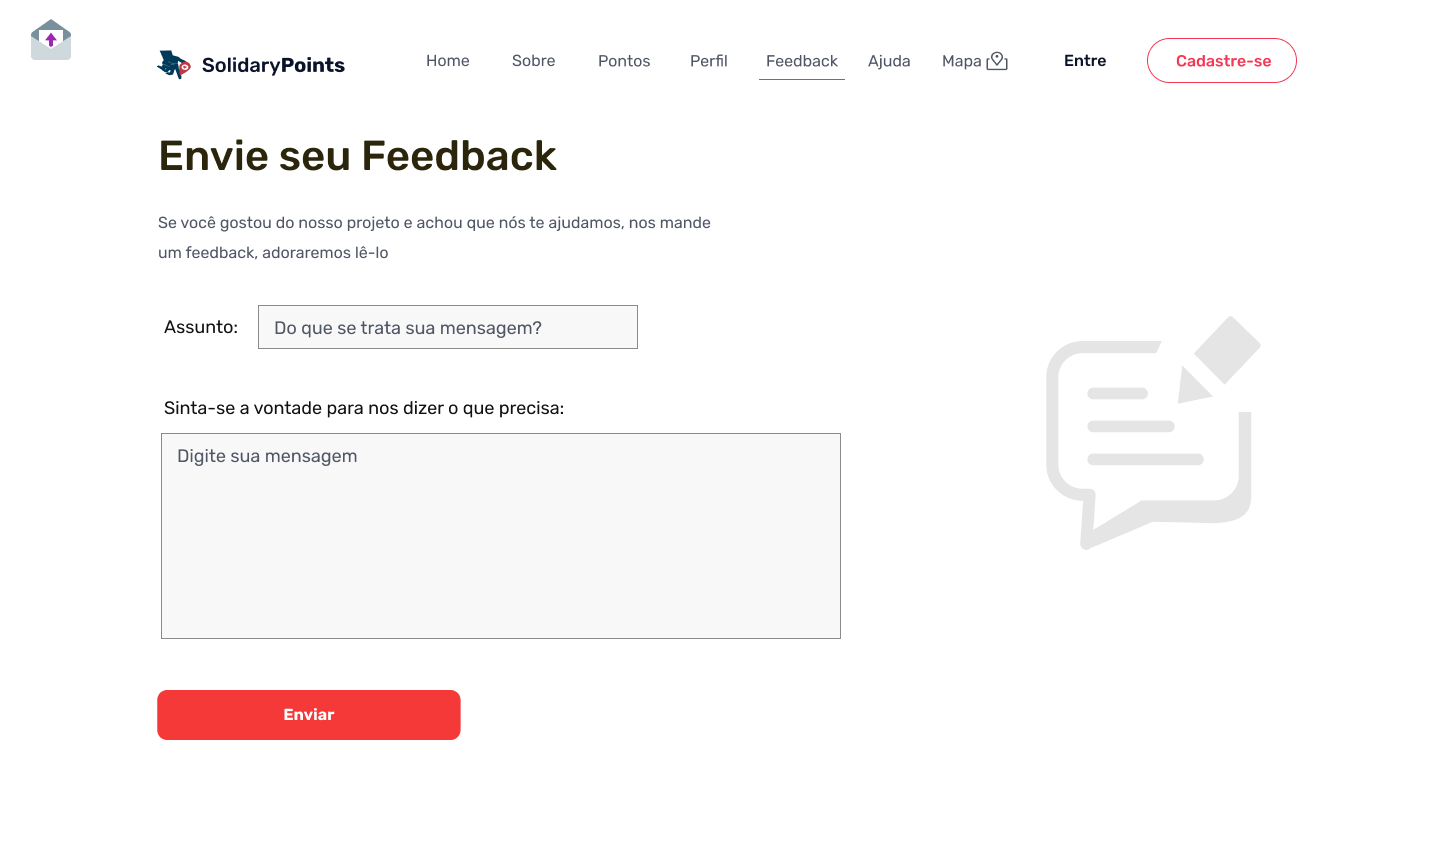 SolidaryPoints
Home
Sobre
Pontos
Perfil
Feedback
Ajuda
Mapa
Entre
Cadastre-se
Envie seu Feedback
Se você gostou do nosso projeto e achou que nós te ajudamos, nos mande
um feedback, adoraremos lê-lo
Assunto:
Do que se trata sua mensagem?
Sinta-se a vontade para nos dizer o que precisa:
Digite sua mensagem
Enviar